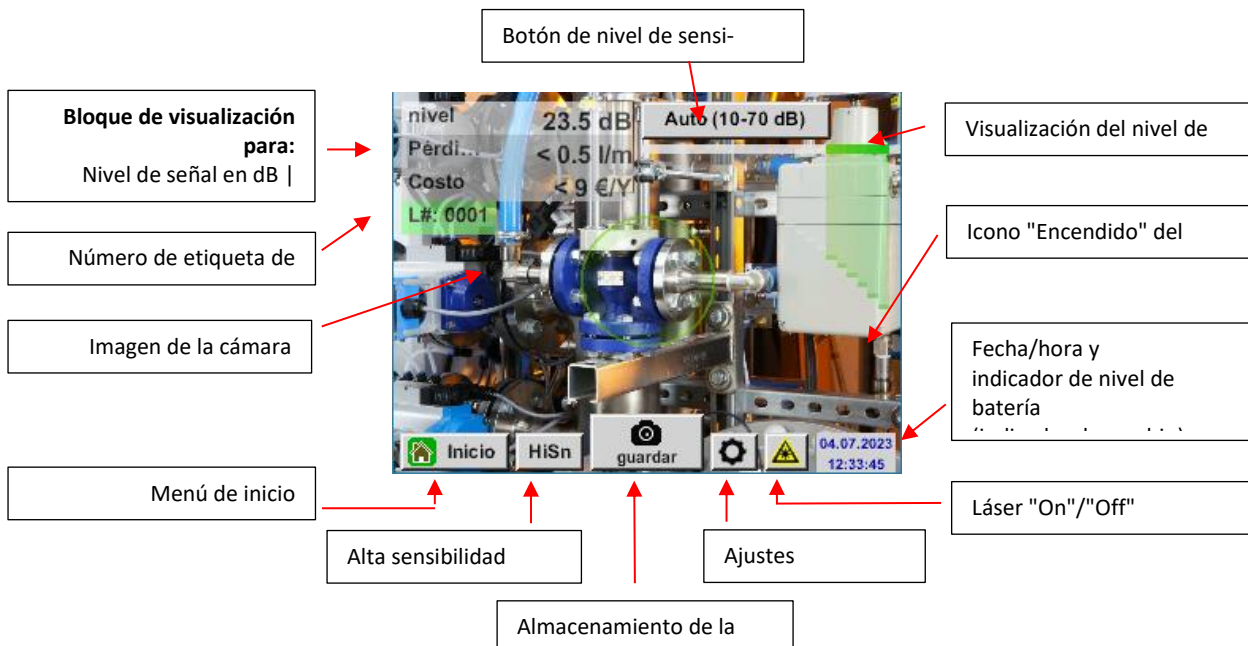 Botón de nivel de sensi-
Bloque de visualización
para:
Nivel de señal en dB |
Número de etiqueta de
Imagen de la cámara
Menú de inicio
nivel 23.5 dB
Pérdi... < 0.5 l/m
Costo < 9 €/Y
L#: 0001
Auto (10-70 dB)
Inicio
HiSn
guardar
04.07.2023
12:33:45
Visualización del nivel de
Icono "Encendido" del
Fecha/hora y
indicador de nivel de
batería
Láser "On"/"Off"
Alta sensibilidad
Ajustes
Almacenamiento de la